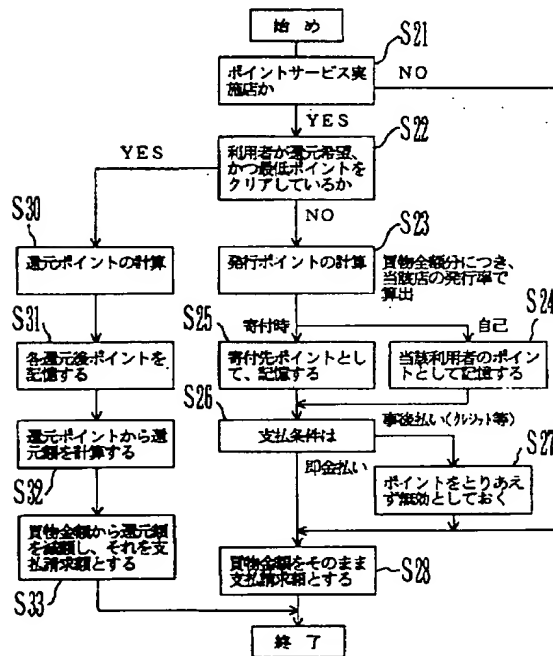 始め
S21
ポイントサービス実
施店か
NO
YES
S22
利用者が還元希望、
かつ最低ポイントを
クリアしているか
YES
NO
S30
還元ポイントの計算
S23
発行ポイントの計算
買物金額分につき、
当該店の発行率で
算出
S31
各還元後ポイントを
記憶する
S25
寄付時
寄付先ポイントとし
て、記憶する
自己
S24
当該利用者のポイ
ントとして記憶する
S26
支払条件は
事後払い(クレジット等)
S27
ポイントをとりあえ
ず無効としておく
即金払い
還元ポイントから還
元額を計算する
S32
買物金額から還元額
を減額し、それを支
払請求額とする
S33
買物金額をそのまま
支払請求額とする
S28
終了